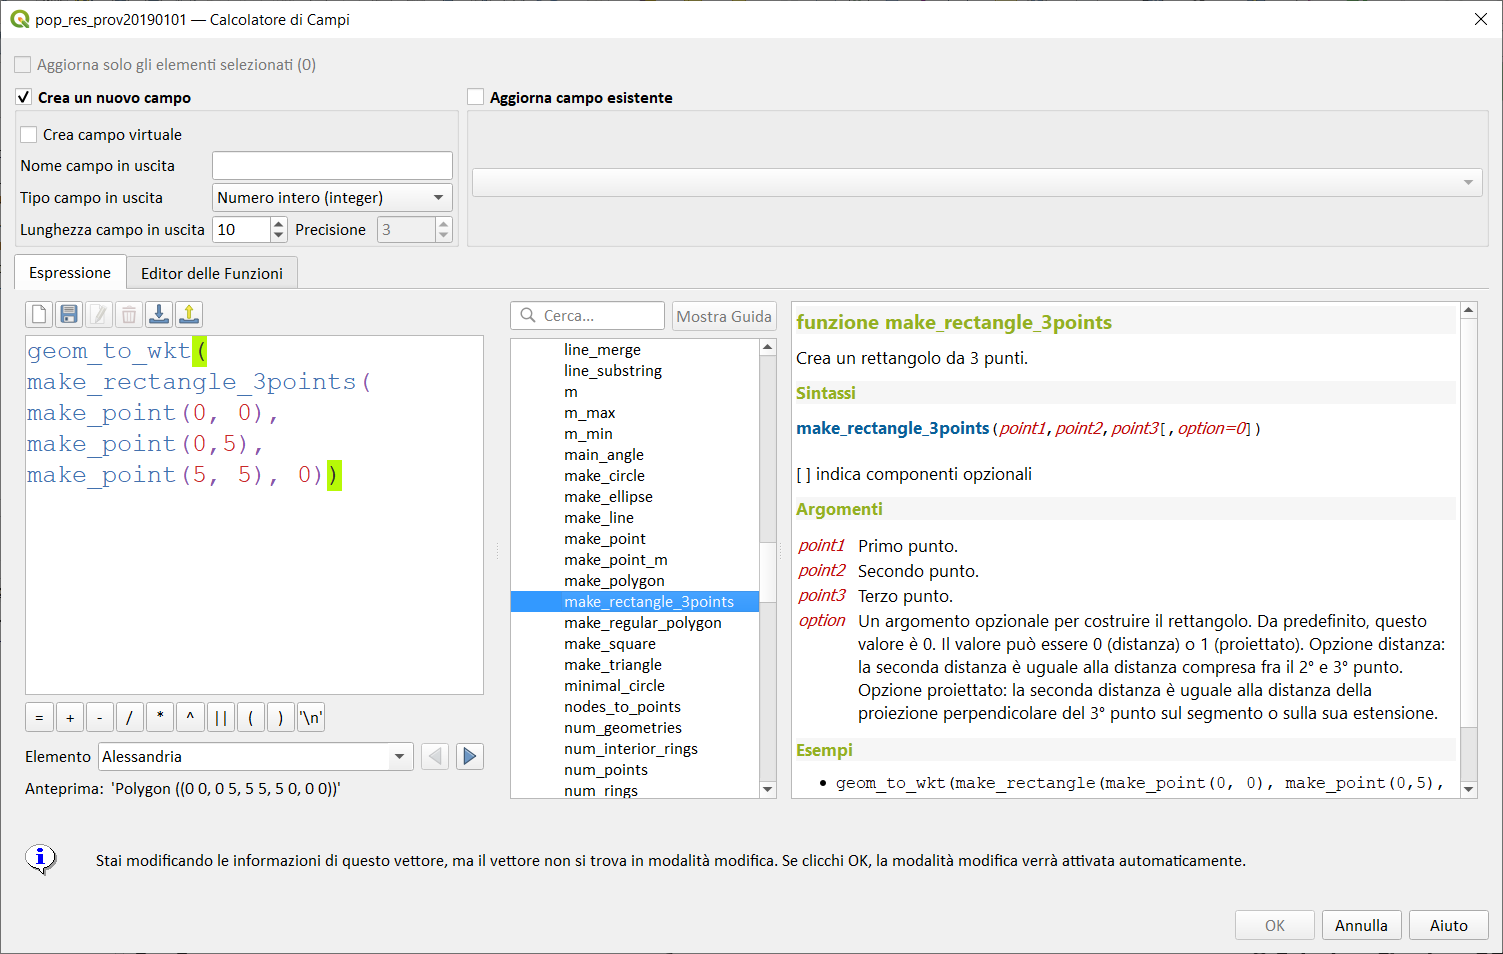 pop_res_prov20190101 — Calcolatore di Campi
Aggiorna solo gli elementi selezionati (0)
Crea un nuovo campo
Aggiorna campo esistente
Crea campo virtuale
Nome campo in uscita
Tipo campo in uscita
Numero intero (integer)
Lunghezza campo in uscita
10
Precisione
3
Espressione
Editor delle Funzioni
geom_to_wkt(
make_rectangle_3points(
make_point(0, 0),
make_point(0,5),
make_point(5, 5), 0))
= + - / * ^ || ( ) '\n'
Elemento
Alessandria
Anteprima: 'Polygon ((0 0, 0 5, 5 5, 5 0, 0 0))'
Cerca...
Mostra Guida
line_merge
line_substring
m
m_max
m_min
main_angle
make_circle
make_ellipse
make_line
make_point
make_point_m
make_polygon
make_rectangle_3points
make_regular_polygon
make_square
make_triangle
minimal_circle
nodes_to_points
num_geometries
num_interior_rings
num_points
num_rings
funzione make_rectangle_3points
Crea un rettangolo da 3 punti.
Sintassi
make_rectangle_3points(point1,point2,point3[,option=0])
[ ] indica componenti opzionali
Argomenti
point1 Primo punto.
point2 Secondo punto.
point3 Terzo punto.
option Un argomento opzionale per costruire il rettangolo. Da predefinito, questo
valore è 0. Il valore può essere 0 (distanza) o 1 (proiettato). Opzione distanza:
la seconda distanza è uguale alla distanza compresa fra il 2° e 3° punto.
Opzione proiettato: la seconda distanza è uguale alla distanza della
proiezione perpendicolare del 3° punto sul segmento o sulla sua estensione.
Esempi
• geom_to_wkt(make_rectangle(make_point(0, 0), make_point(0,5),
Stai modificando le informazioni di questo vettore, ma il vettore non si trova in modalità modifica. Se clicchi OK, la modalità modifica verrà attivata automaticamente.
OK
Annulla
Aiuto